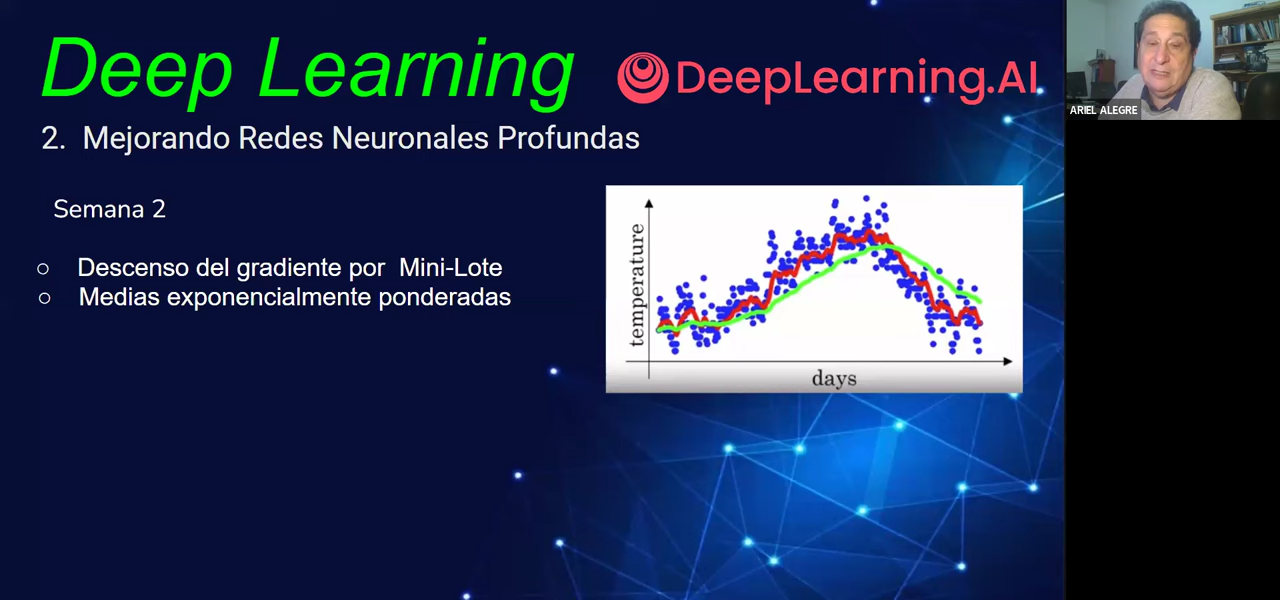 Deep Learning
DeepLearning.AI
2. Mejorando Redes Neuronales Profundas
Semana 2
○ Descenso del gradiente por Mini-Lote
○ Medias exponencialmente ponderadas
temperature
days
ARIEL ALEGRE